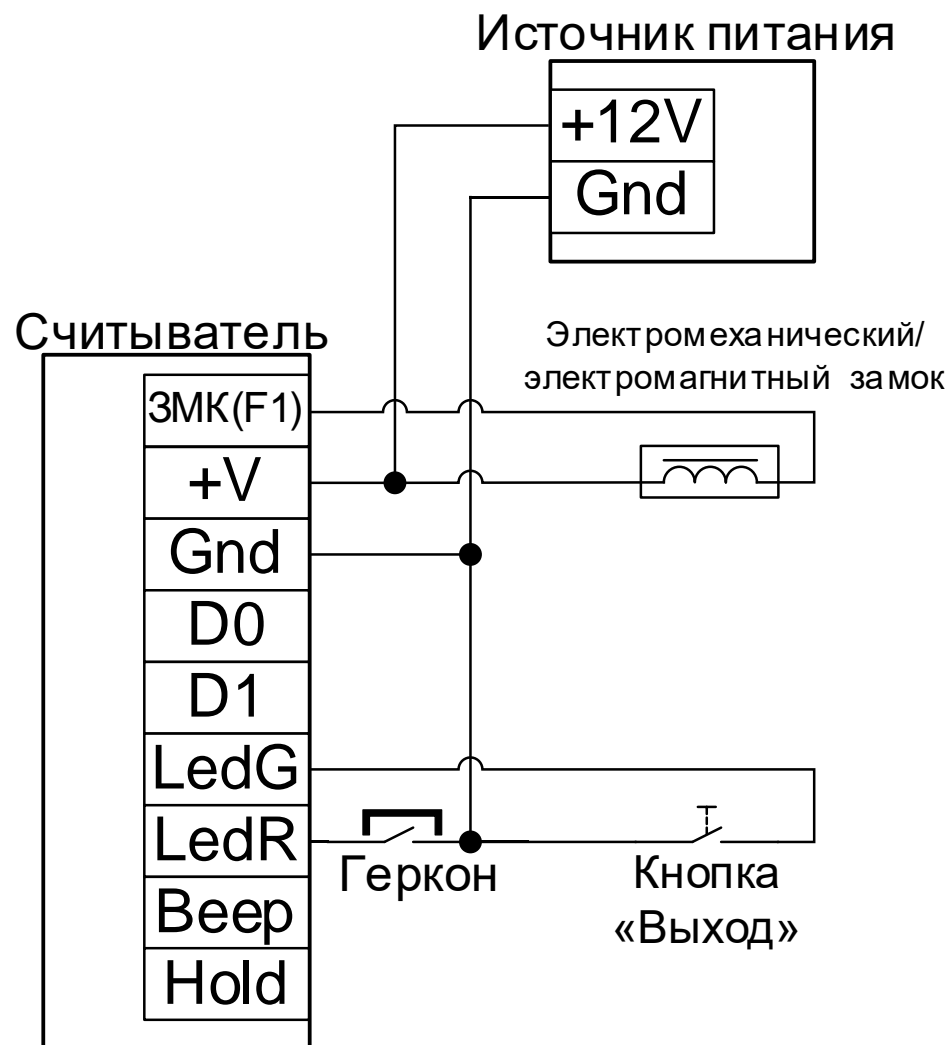 Источник питания
+12V
Gnd
Считыватель
Электромеханический/
электромагнитный замок
ЗМК(F1)
+V
Gnd
D0
D1
LedG
LedR
Beep
Hold
Геркон
Кнопка
«Выход»